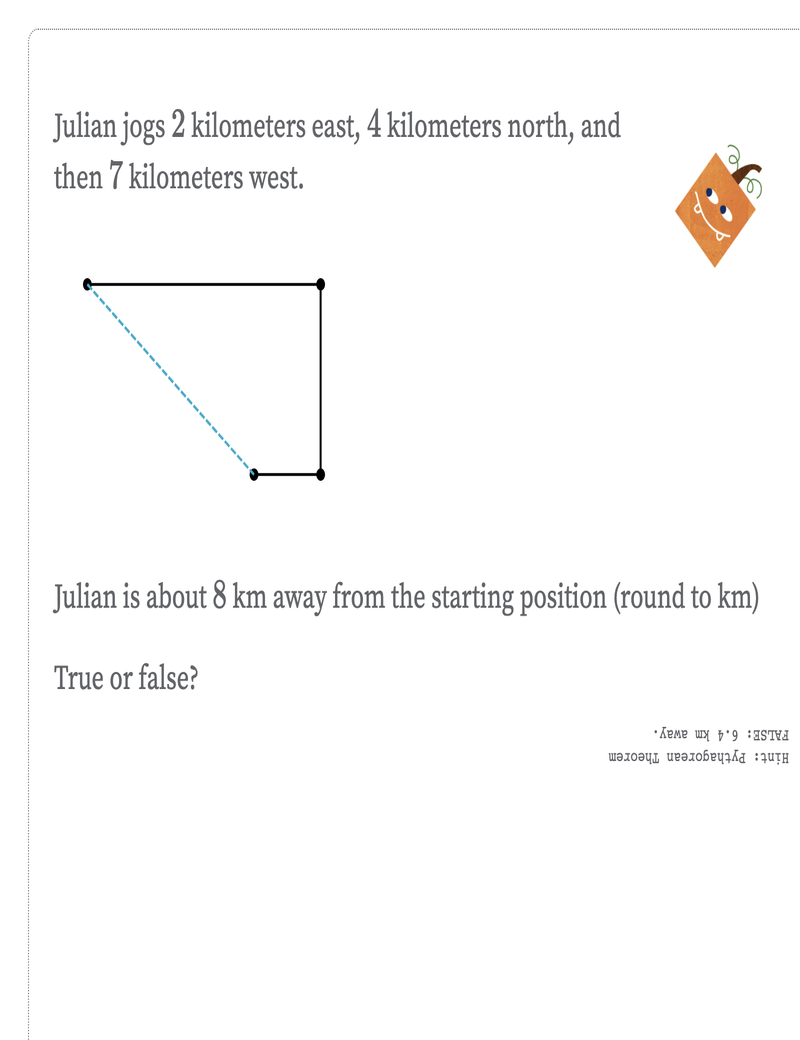 Julian jogs 2 kilometers east, 4 kilometers north, and
then 7 kilometers west.
Julian is about 8 km away from the starting position (round to km)
True or false?
Hint: Pythagorean Theorem
FALSE: 6.4 km away.